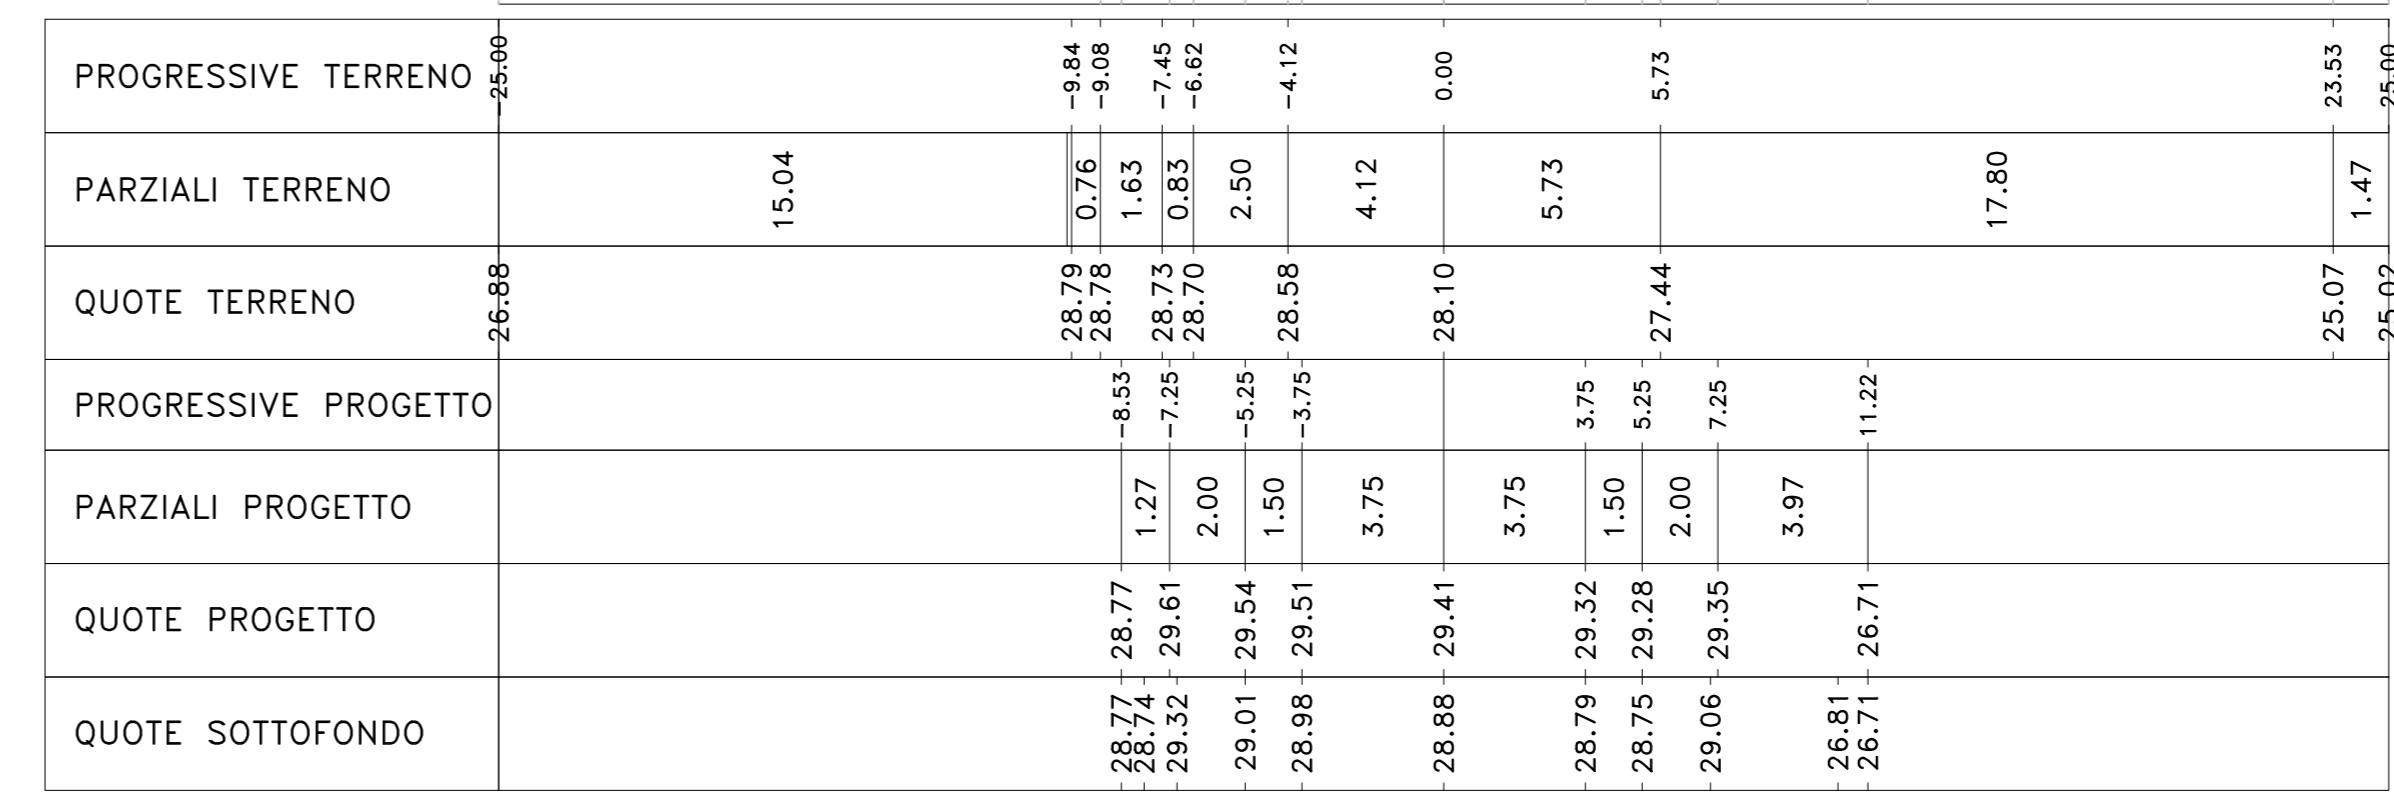 PROGRESSIVE TERRENO -25.00 -9.84 -9.08 -7.45 -6.62 -4.12 0.00 5.73 23.53 25.00
PARZIALI TERRENO 15.04 0.76 1.63 0.83 2.50 4.12 5.73 17.80 1.47
QUOTE TERRENO 26.88 28.79 28.78 28.73 28.70 28.58 28.10 27.44 25.07 25.02
PROGRESSIVE PROGETTO -8.53 -7.25 -5.25 -3.75 3.75 5.25 7.25 11.22
PARZIALI PROGETTO 1.27 2.00 1.50 3.75 3.75 1.50 2.00 3.97
QUOTE PROGETTO 28.77 29.61 29.54 29.51 29.41 29.32 29.28 29.35 26.71
QUOTE SOTTOFONDO 28.77 28.74 29.32 29.01 28.98 28.88 28.79 28.75 29.06 26.81 26.71